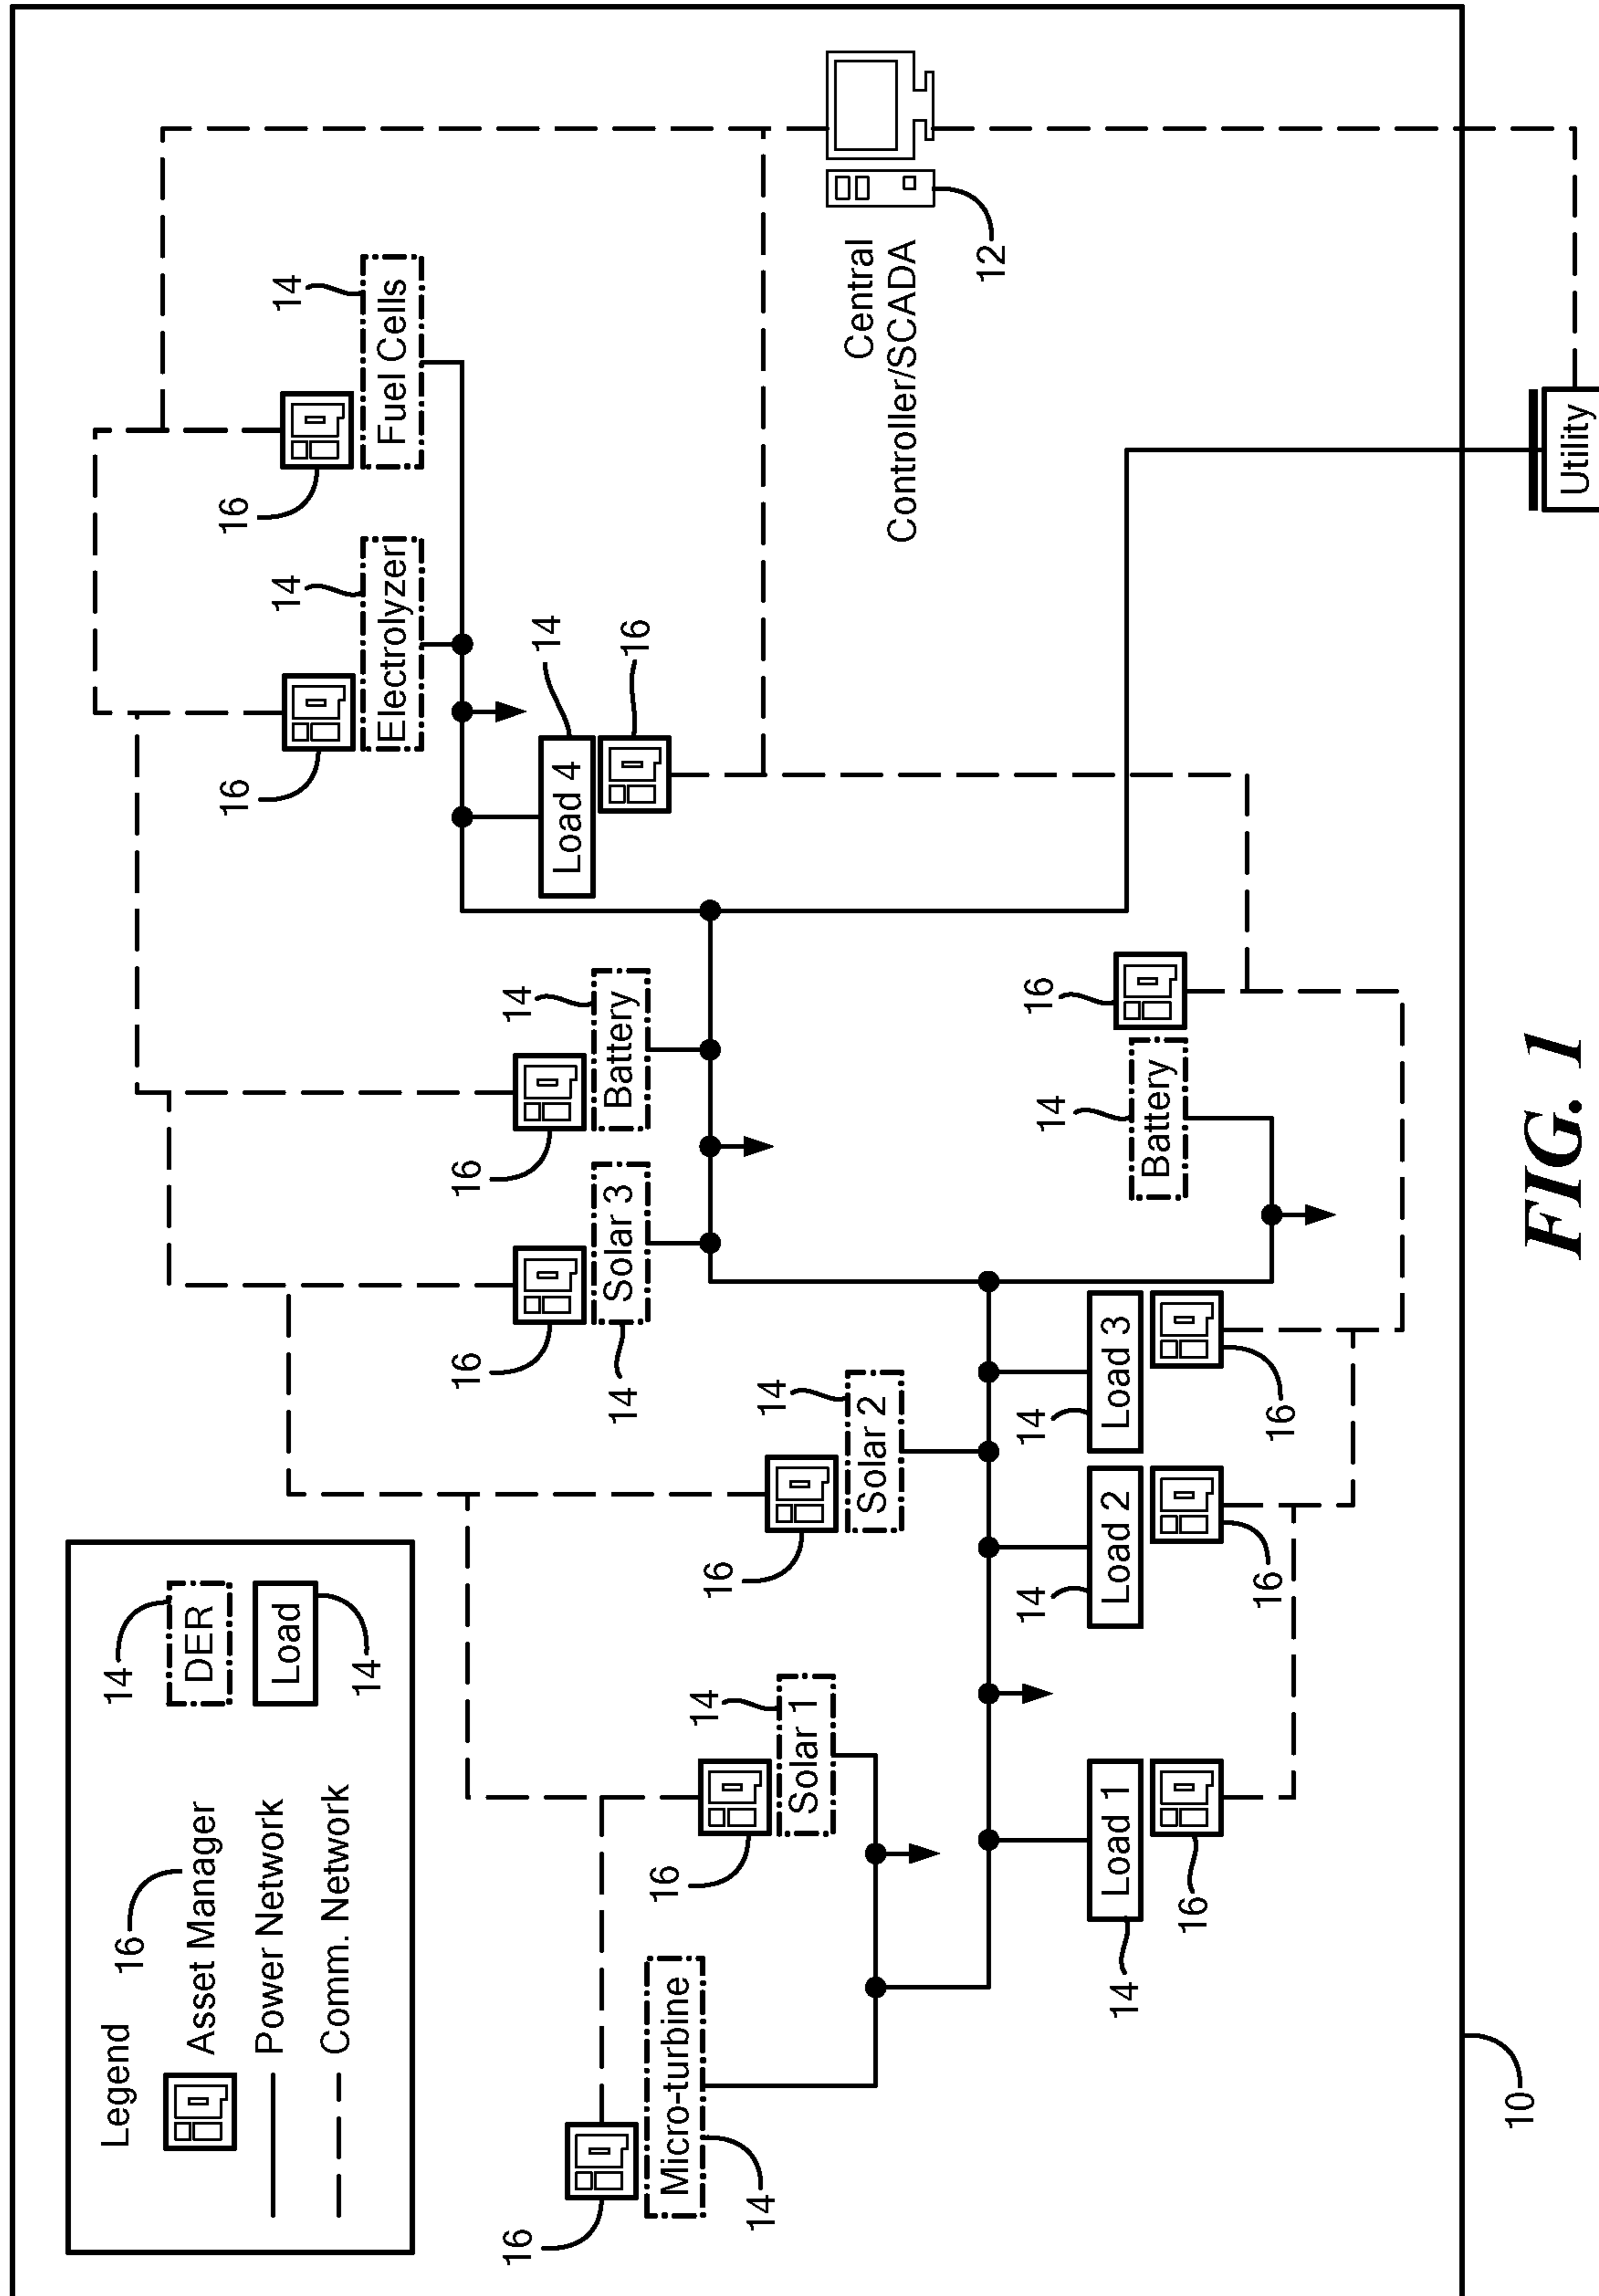 Legend
16
Asset Manager
Power Network
Comm. Network
14
DER
Load
14
16
Micro-turbine
14
16
Solar 1
14
16
Solar 2
14
16
Solar 3
14
16
Battery
14
16
Electrolyzer
14
16
Fuel Cells
14
Load 4
14
16
Load 1
14
16
Load 2
14
16
Load 3
14
16
Battery
14
16
Central
Controller/SCADA
12
Utility
10
FIG. 1